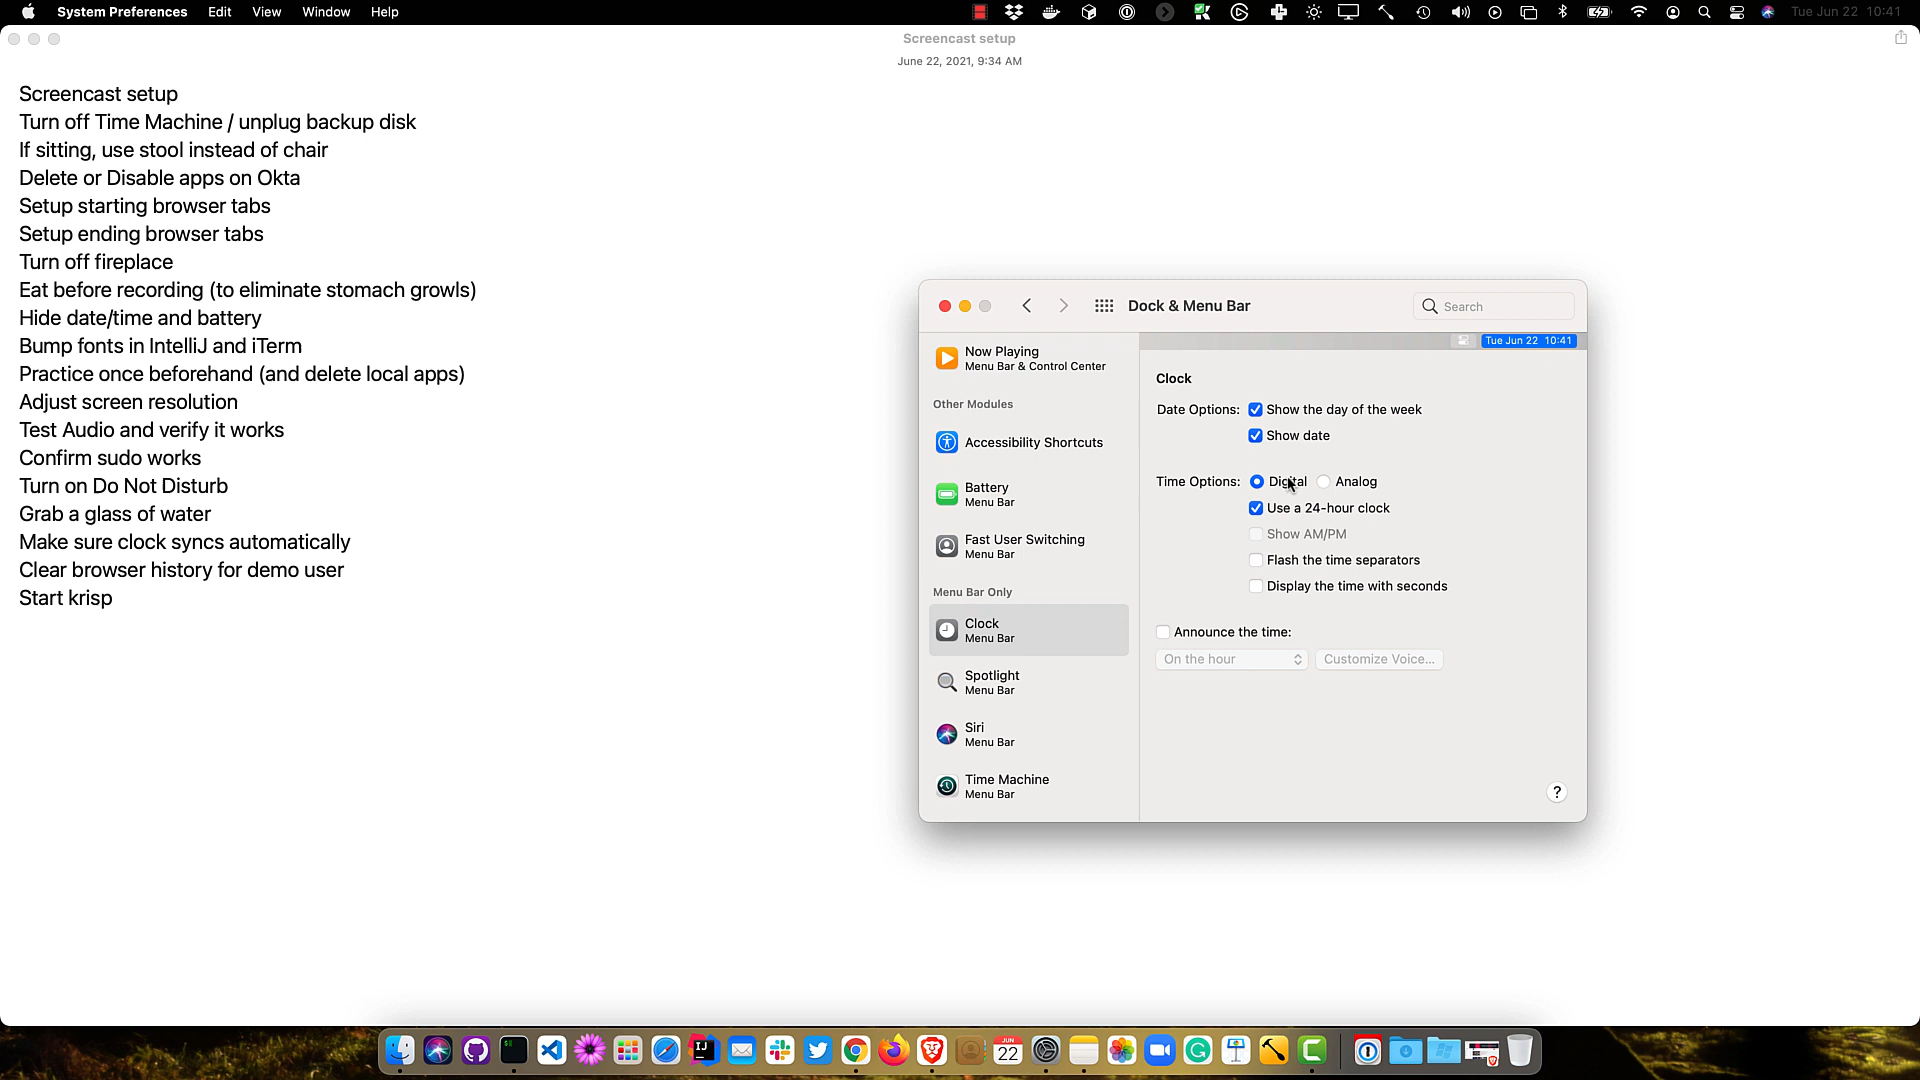 System Preferences Edit View Window Help
Tue Jun 22 10:41
Screencast setup
June 22, 2021, 9:34 AM
Screencast setup
Turn off Time Machine / unplug backup disk
If sitting, use stool instead of chair
Delete or Disable apps on Okta
Setup starting browser tabs
Setup ending browser tabs
Turn off fireplace
Eat before recording (to eliminate stomach growls)
Hide date/time and battery
Bump fonts in IntelliJ and iTerm
Practice once beforehand (and delete local apps)
Adjust screen resolution
Test Audio and verify it works
Confirm sudo works
Turn on Do Not Disturb
Grab a glass of water
Make sure clock syncs automatically
Clear browser history for demo user
Start krisp
Dock & Menu Bar
Search
Now Playing
Menu Bar & Control Center
Other Modules
Accessibility Shortcuts
Battery
Menu Bar
Fast User Switching
Menu Bar
Menu Bar Only
Clock
Menu Bar
Spotlight
Menu Bar
Siri
Menu Bar
Time Machine
Menu Bar
Tue Jun 22 10:41
Clock
Date Options: Show the day of the week
Show date
Time Options: Digital Analog
Use a 24-hour clock
Show AM/PM
Flash the time separators
Display the time with seconds
Announce the time:
On the hour Customize Voice...
?
IJ
JUN
22